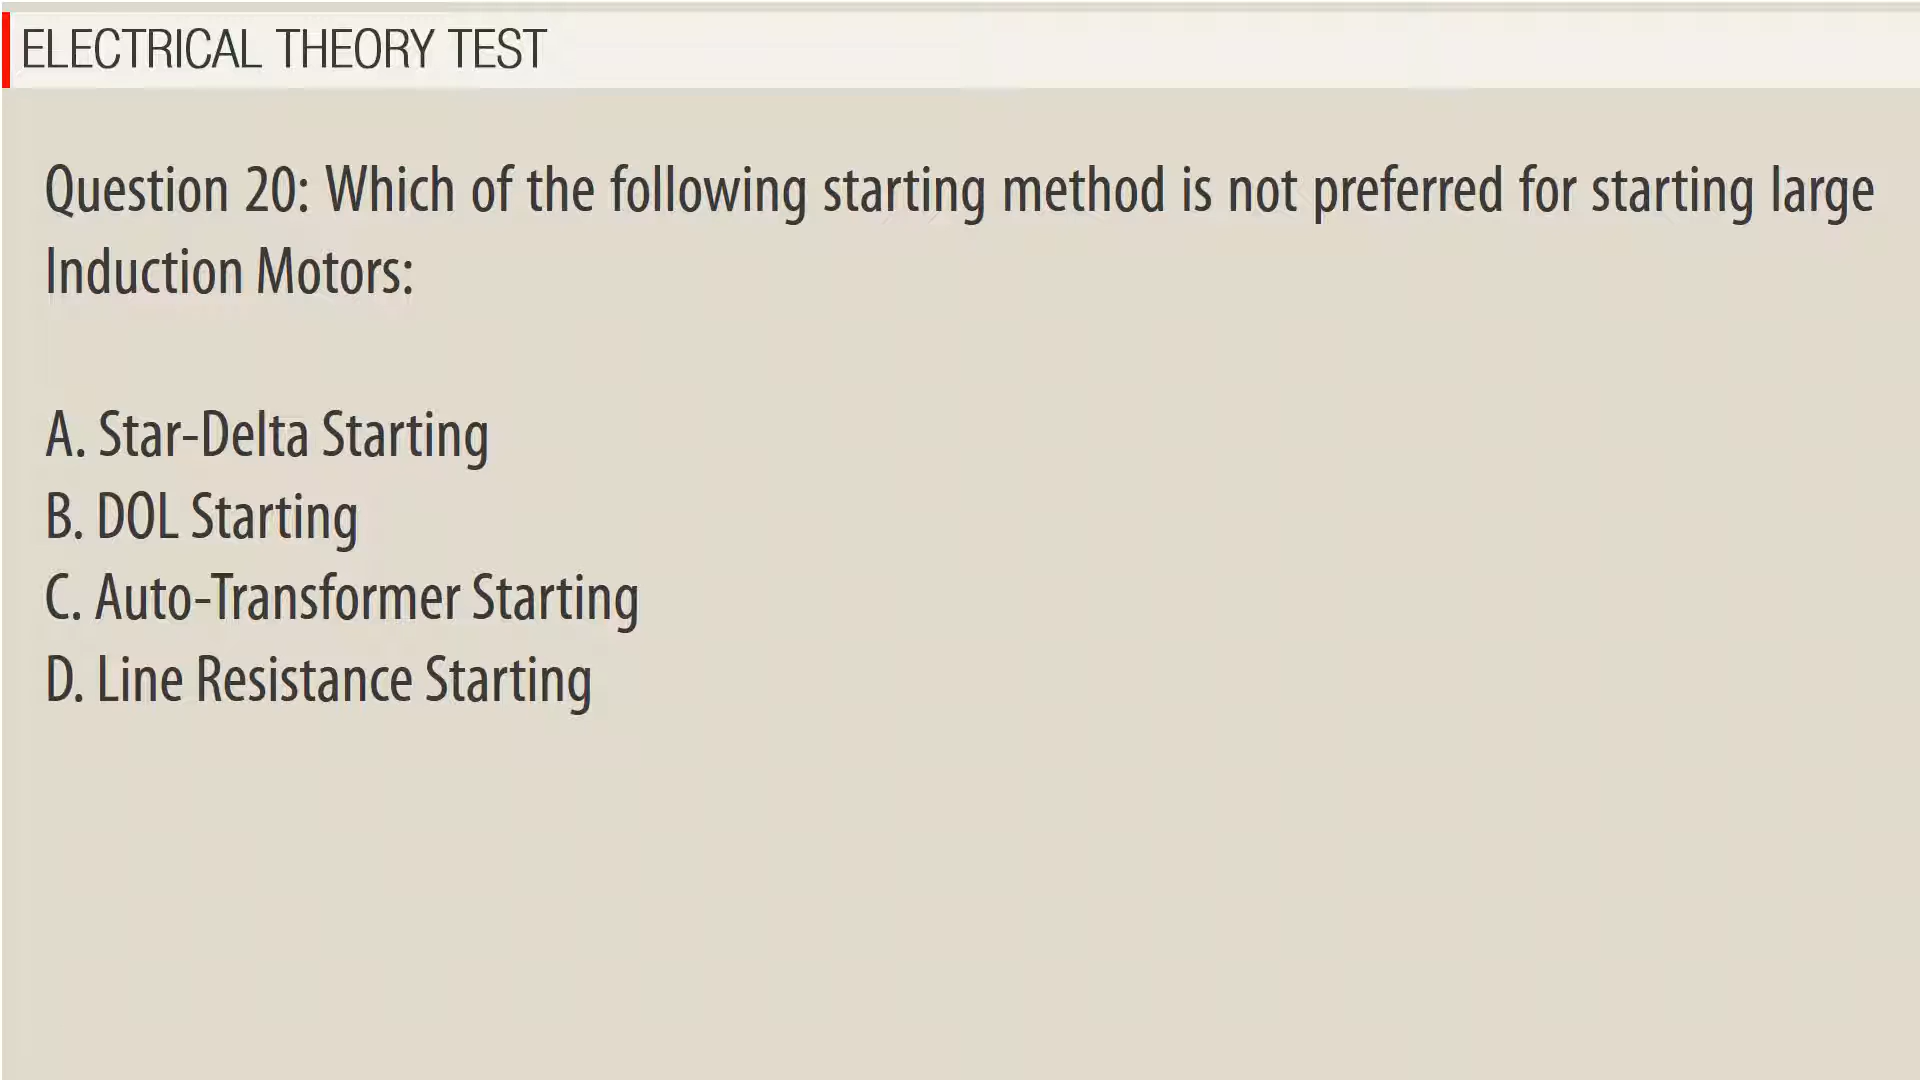 ELECTRICAL THEORY TEST
Question 20: Which of the following starting method is not preferred for starting large
Induction Motors:
A. Star-Delta Starting
B. DOL Starting
C. Auto-Transformer Starting
D. Line Resistance Starting